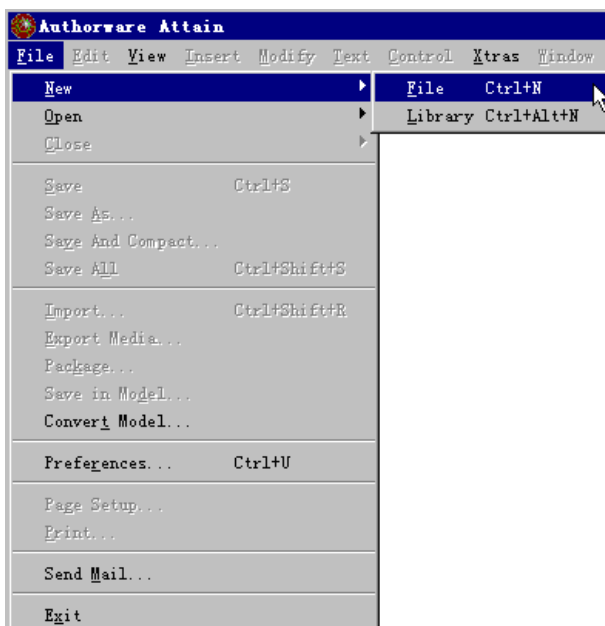 Authorware Attain
File Edit View Insert Modify Text Control Xtras Window
New
File Ctrl+N
Open
Library Ctrl+Alt+N
Close
Save Ctrl+S
Save As...
Save And Compact...
Save All Ctrl+Shift+S
Import... Ctrl+Shift+R
Export Media...
Package...
Save in Model...
Convert Model...
Preferences... Ctrl+U
Page Setup...
Print...
Send Mail...
Exit